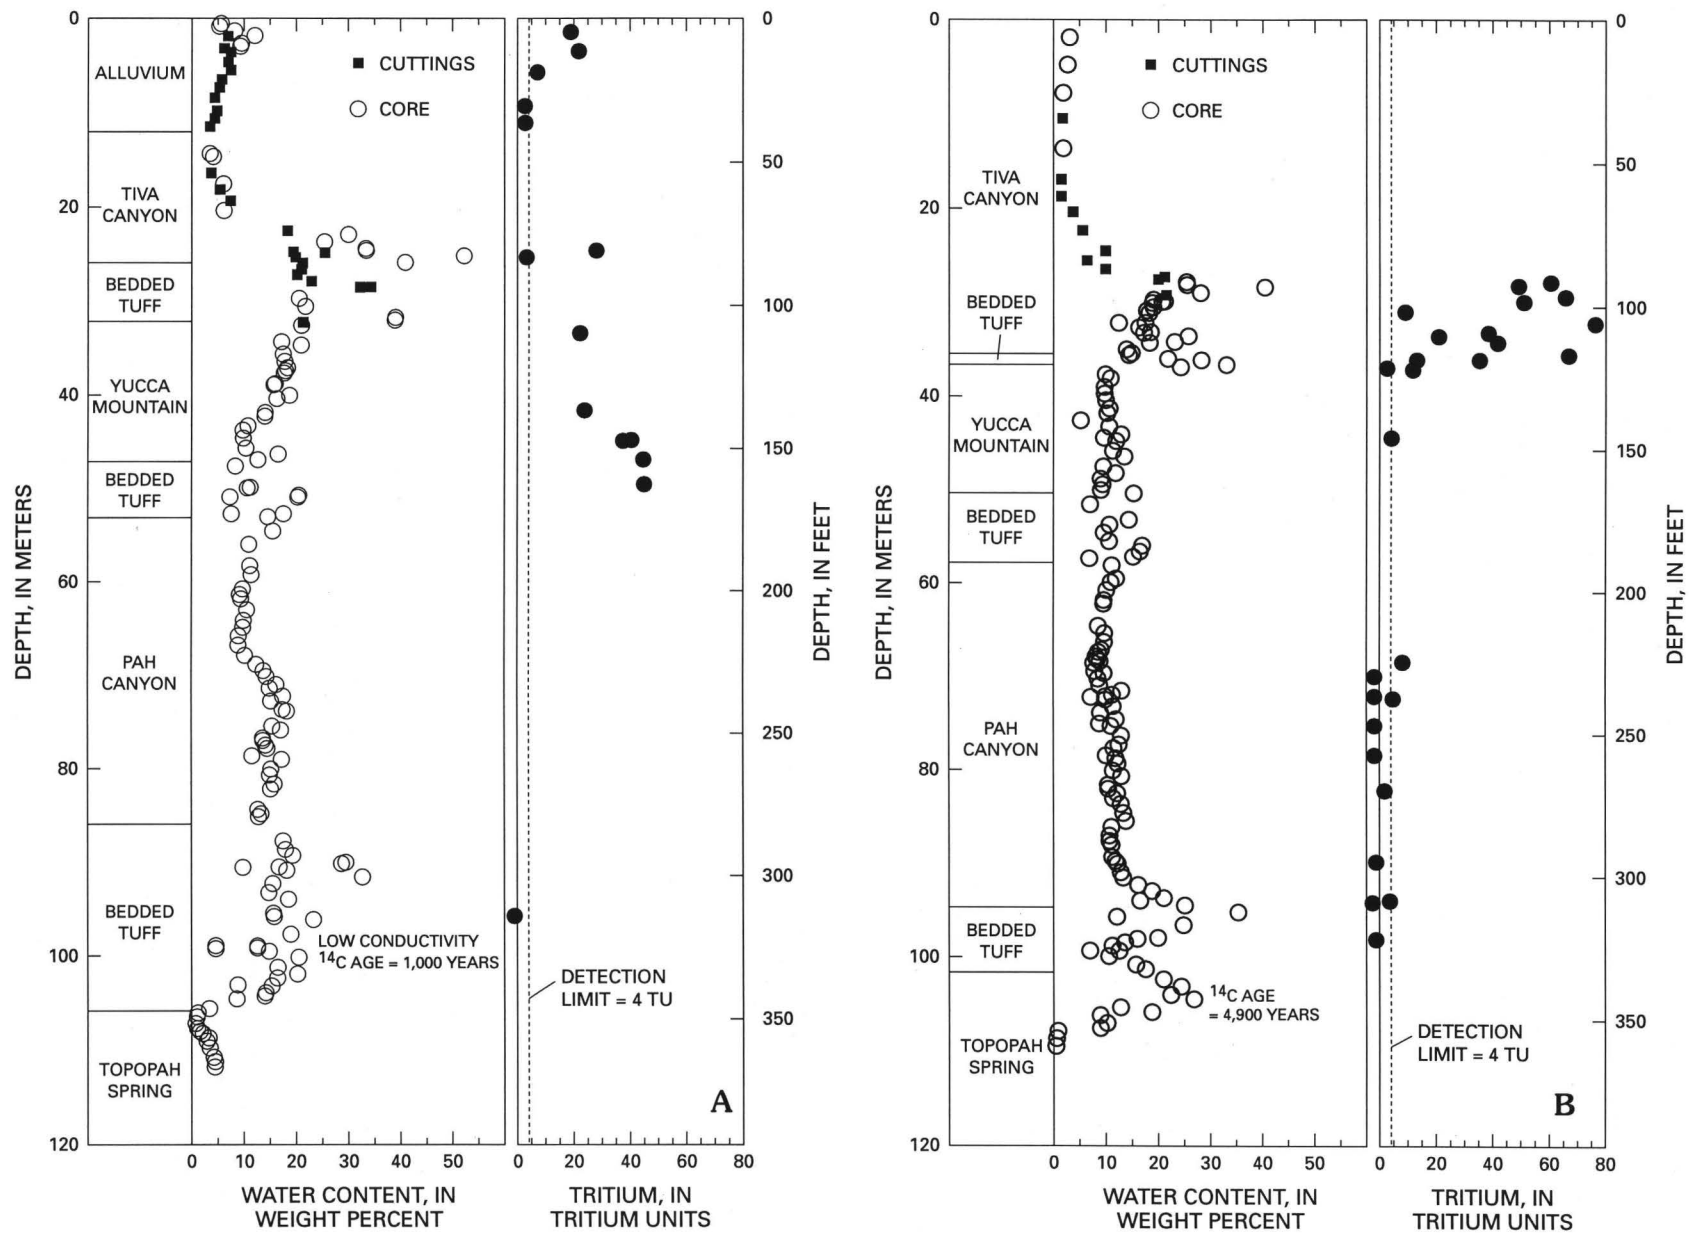 0
20
40
60
80
100
120
DEPTH, IN METERS
ALLUVIUM
TIVA
CANYON
BEDDED
TUFF
YUCCA
MOUNTAIN
BEDDED
TUFF
PAH
CANYON
BEDDED
TUFF
TOPOPAH
SPRING
CUTTINGS
CORE
LOW CONDUCTIVITY
14C AGE = 1,000 YEARS
0 10 20 30 40 50
WATER CONTENT, IN
WEIGHT PERCENT
DETECTION
LIMIT = 4 TU
A
0 20 40 60 80
TRITIUM, IN
TRITIUM UNITS
0
50
100
150
200
250
300
350
DEPTH, IN FEET
0
20
40
60
80
100
120
DEPTH, IN METERS
TIVA
CANYON
BEDDED
TUFF
YUCCA
MOUNTAIN
BEDDED
TUFF
PAH
CANYON
BEDDED
TUFF
TOPOPAH
SPRING
CUTTINGS
CORE
14C AGE
= 4,900 YEARS
0 10 20 30 40 50
WATER CONTENT, IN
WEIGHT PERCENT
DETECTION
LIMIT = 4 TU
B
0 20 40 60 80
TRITIUM, IN
TRITIUM UNITS
0
50
100
150
200
250
300
350
DEPTH, IN FEET